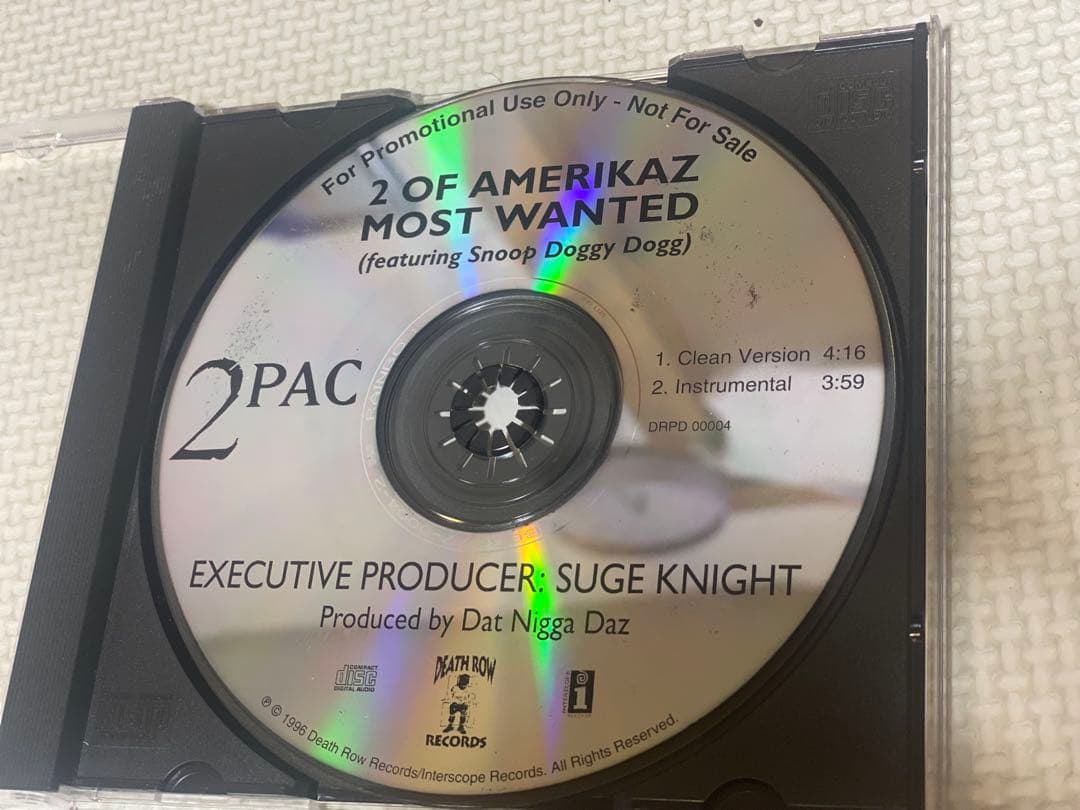 For Promotional Use Only - Not For Sale
2 OF AMERIKAZ
MOST WANTED
(featuring Snoop Doggy Dogg)
2PAC
1. Clean Version 4:16
2. Instrumental 3:59
DRPD 00004
EXECUTIVE PRODUCER: SUGE KNIGHT
Produced by Dat Nigga Daz
COMPACT
disc
DIGITAL AUDIO
DEATH ROW
RECORDS
INTERSCOPE
RECORDS
℗ © 1996 Death Row Records/Interscope Records. All Rights Reserved.